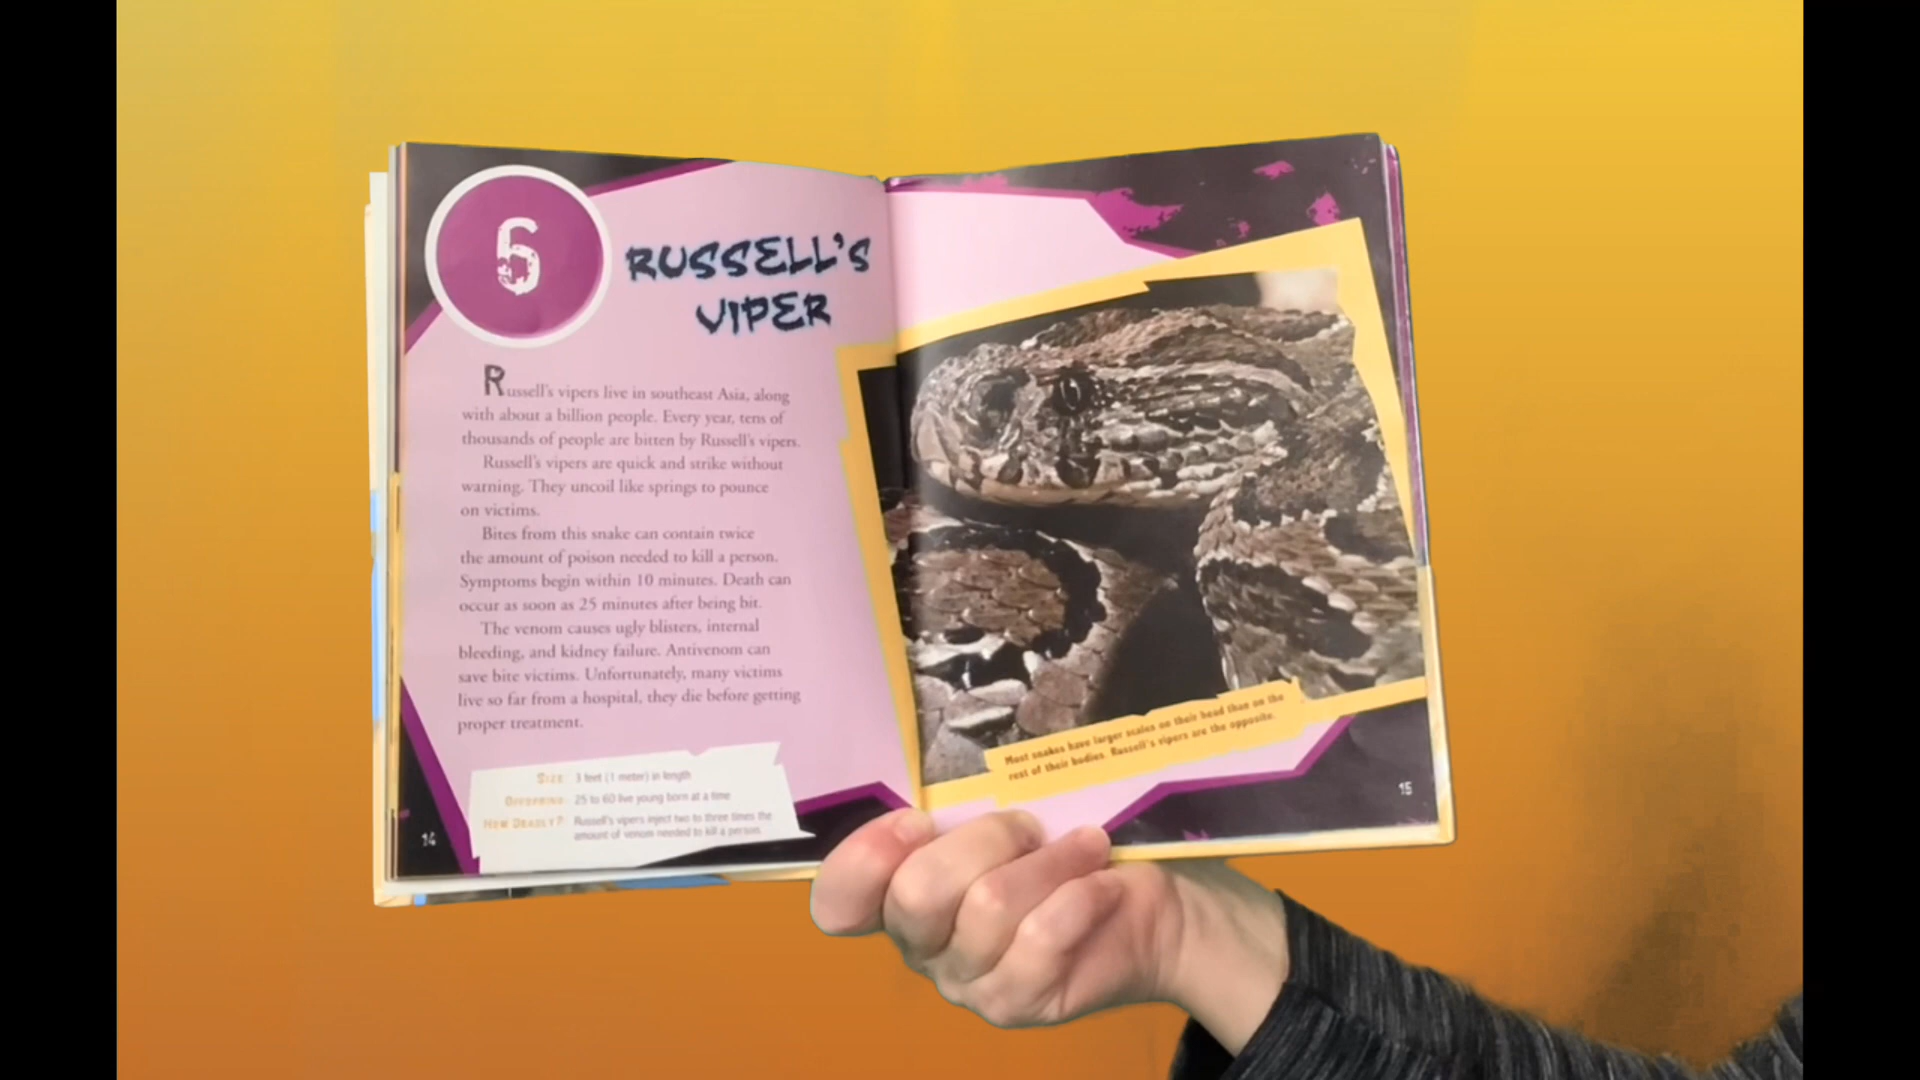 6
RUSSELL'S
VIPER
Russell's vipers live in southeast Asia, along
with about a billion people. Every year, tens of
thousands of people are bitten by Russell's vipers.
Russell's vipers are quick and strike without
warning. They uncoil like springs to pounce
on victims.
Bites from this snake can contain twice
the amount of poison needed to kill a person.
Symptoms begin within 10 minutes. Death can
occur as soon as 25 minutes after being bit.
The venom causes ugly blisters, internal
bleeding, and kidney failure. Antivenom can
save bite victims. Unfortunately, many victims
live so far from a hospital, they die before getting
proper treatment.
SIZE: 3 feet (1 meter) in length
OFFSPRING: 25 to 60 live young born at a time
HOW DEADLY? Russell's vipers inject two to three times the
amount of venom needed to kill a person
14
Most snakes have larger scales on their head than on the
rest of their bodies. Russell's vipers are the opposite.
15